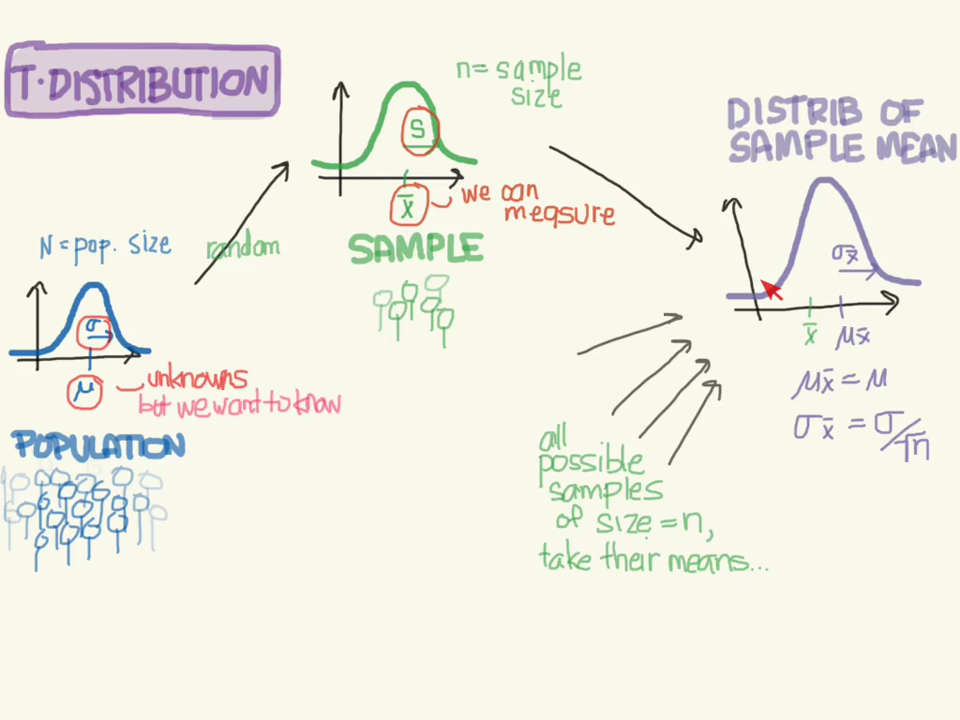 T-DISTRIBUTION
n = sample
size
S
x̄
we can
measure
SAMPLE
random
N = pop. size
σ
μ
unknowns
but we want to know
POPULATION
DISTRIB OF
SAMPLE MEAN
σx̄
x̄
μx̄
μx̄ = μ
σx̄ = σ/√n
all
possible
samples
of size = n,
take their means...